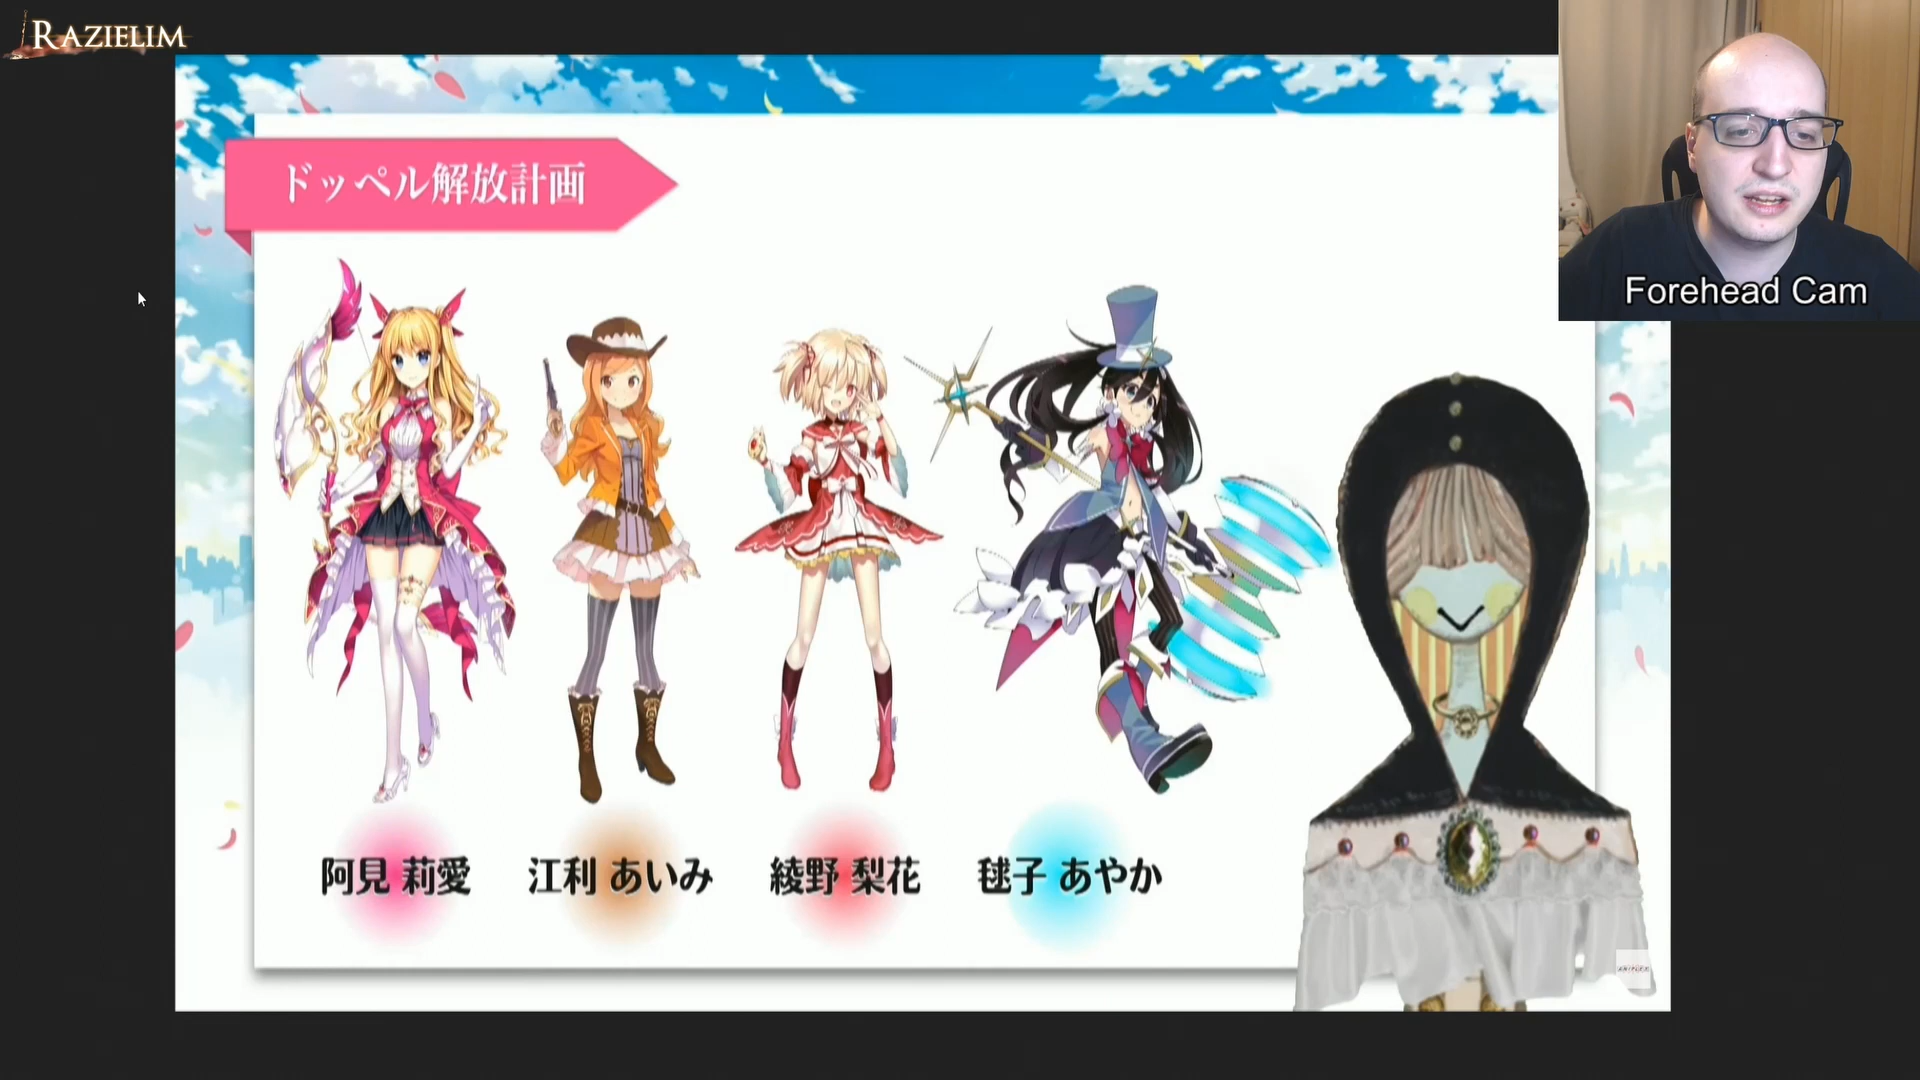 RAZIELIM
ドッペル解放計画
Forehead Cam
阿見 莉愛
江利 あいみ
綾野 梨花
毬子 あやか